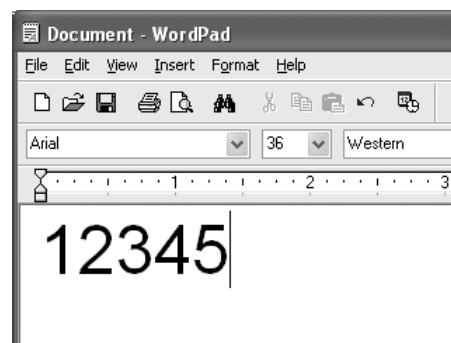 Document - WordPad
File Edit View Insert Format Help
Arial 36 Western
1 2 3
12345